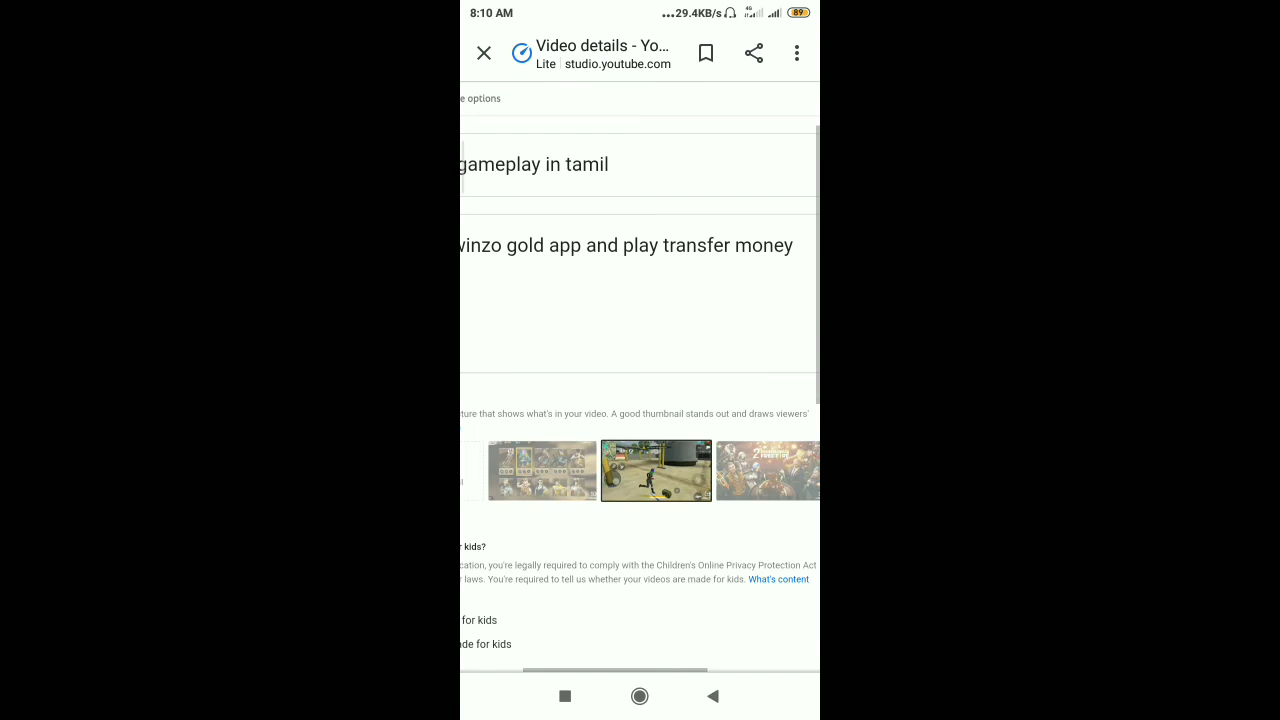 8:10 AM
...29.4KB/s
4G
89
Video details - Yo...
Lite studio.youtube.com
e options
gameplay in tamil
winzo gold app and play transfer money
ture that shows what's in your video. A good thumbnail stands out and draws viewers'
FREE FIRE
r kids?
cation, you're legally required to comply with the Children's Online Privacy Protection Act
r laws. You're required to tell us whether your videos are made for kids. What's content
for kids
de for kids